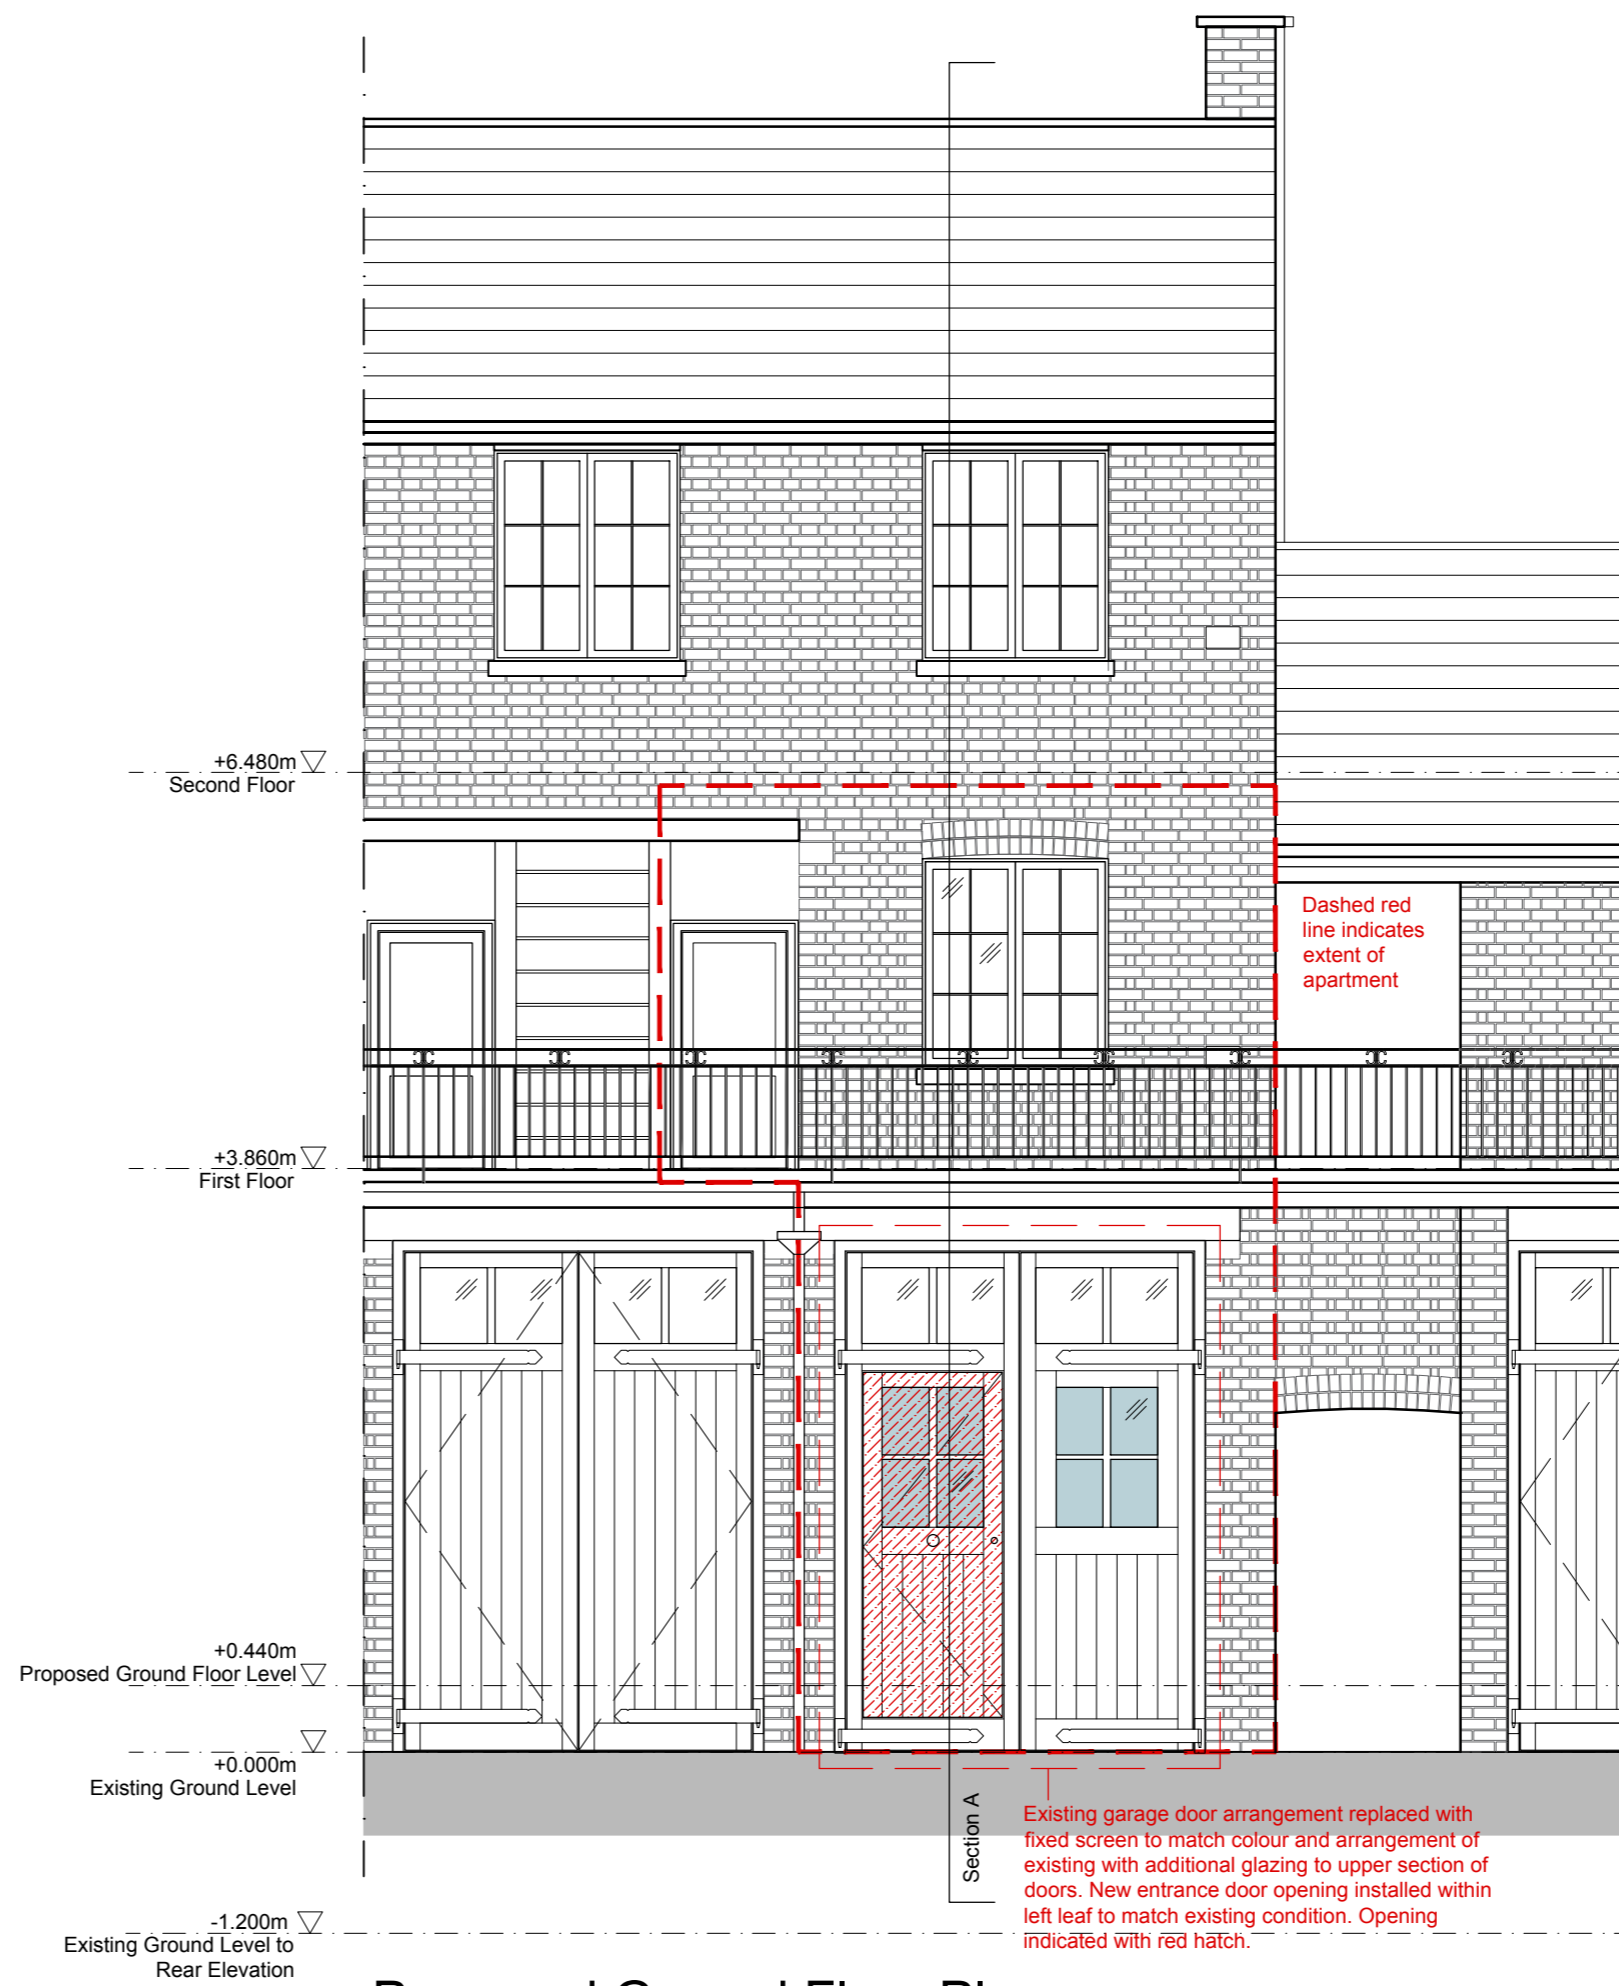 +6.480m
Second Floor
Dashed red
line indicates
extent of
apartment
+3.860m
First Floor
+0.440m
Proposed Ground Floor Level
+0.000m
Existing Ground Level
Section A
Existing garage door arrangement replaced with
fixed screen to match colour and arrangement of
existing with additional glazing to upper section of
doors. New entrance door opening installed within
left leaf to match existing condition. Opening
indicated with red hatch.
-1.200m
Existing Ground Level to
Rear Elevation